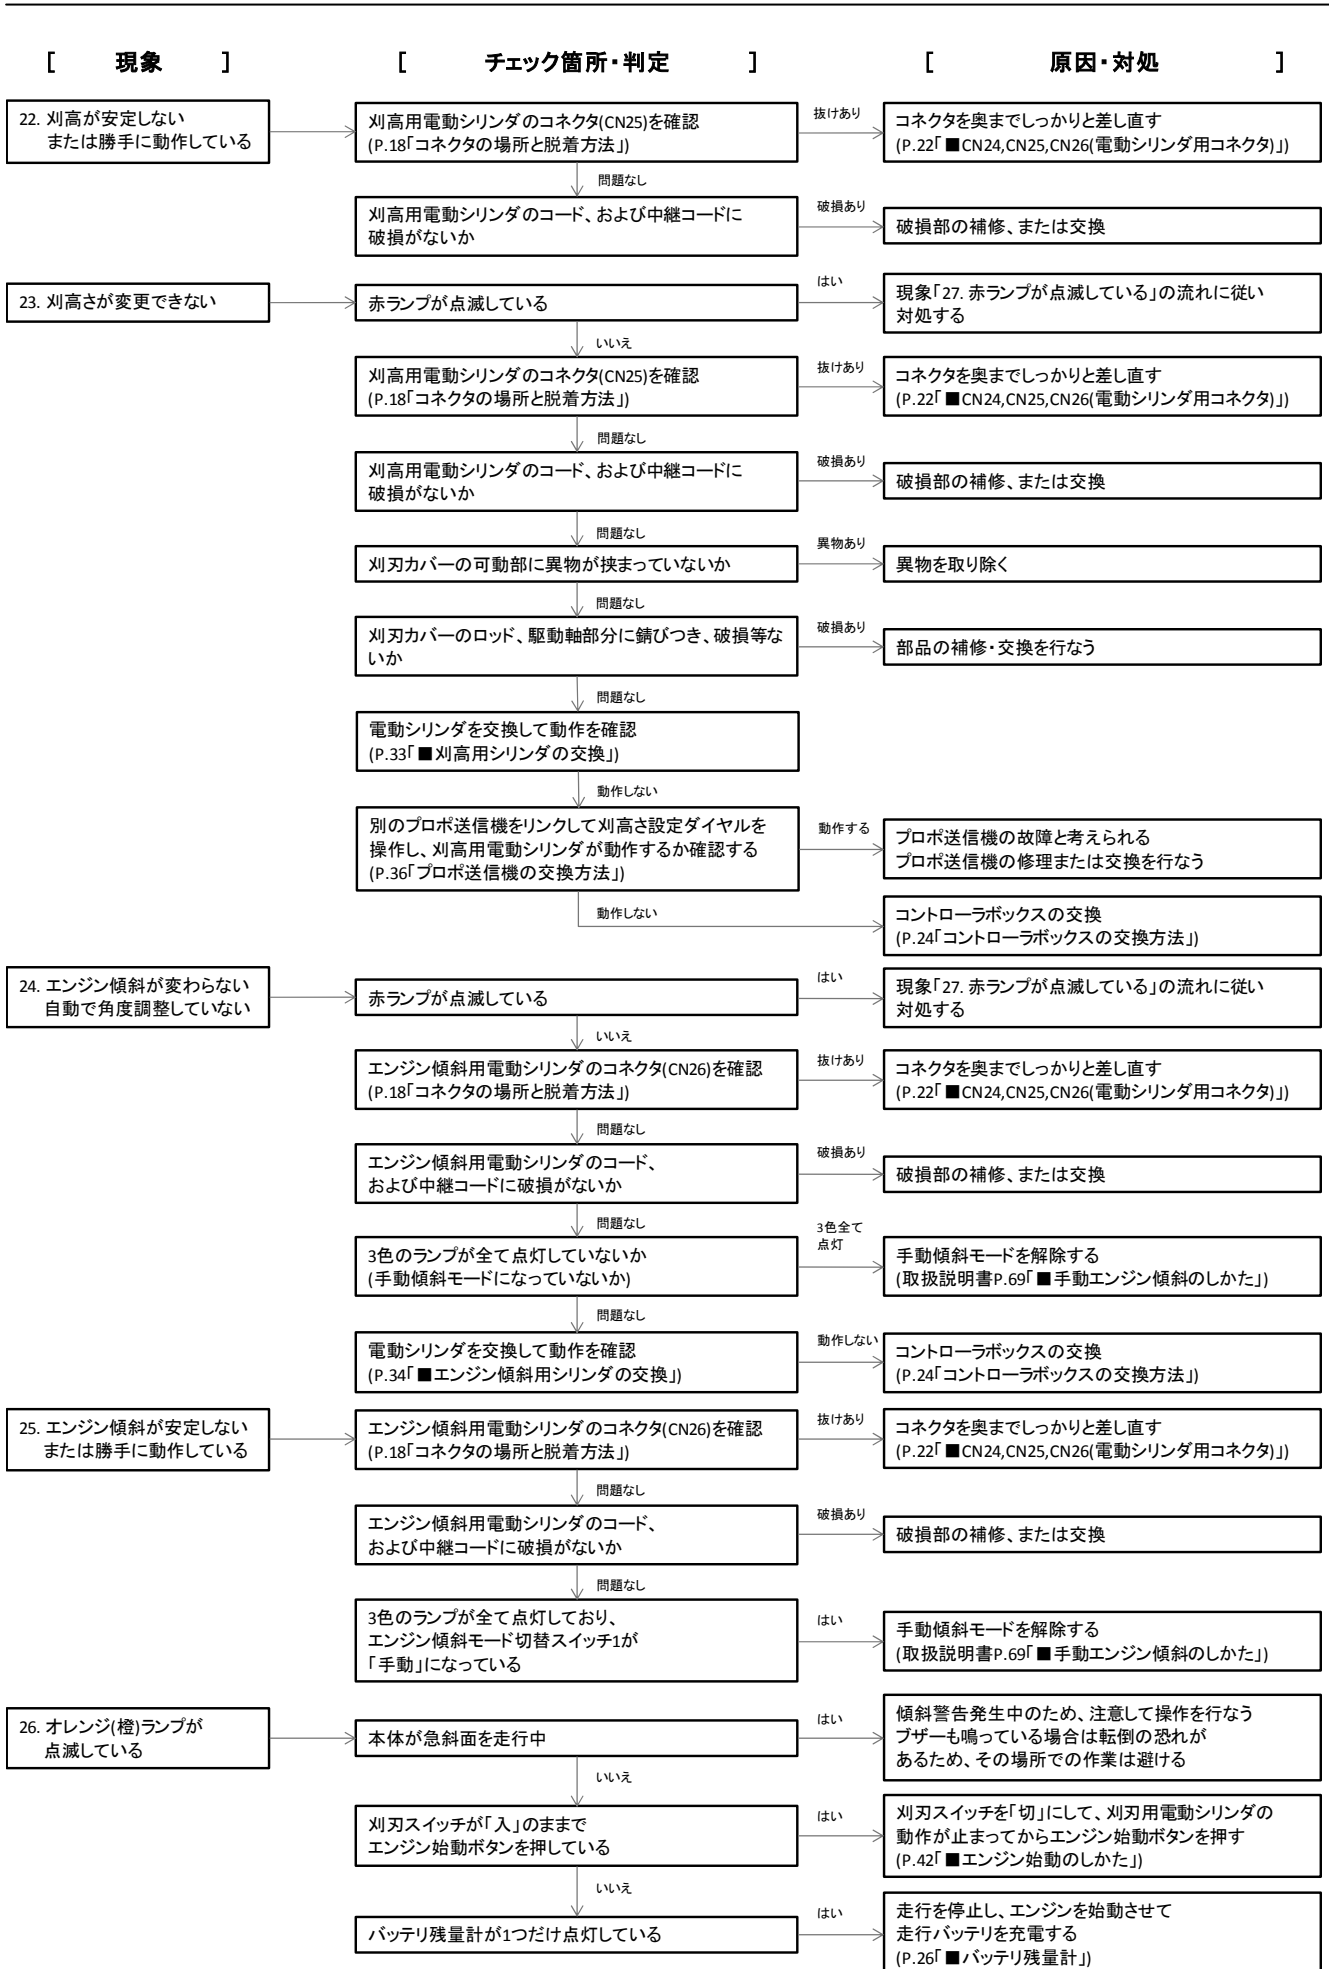 [　現象　]
[　チェック箇所・判定　]
[　原因・対処　]
22. 刈高が安定しない
または勝手に動作している
刈高用電動シリンダのコネクタ(CN25)を確認
(P.18「コネクタの場所と脱着方法」)
抜けあり
コネクタを奥までしっかりと差し直す
(P.22「■CN24,CN25,CN26(電動シリンダ用コネクタ)」)
問題なし
刈高用電動シリンダのコード、および中継コードに
破損がないか
破損あり
破損部の補修、または交換
23. 刈高さが変更できない
赤ランプが点滅している
はい
現象「27. 赤ランプが点滅している」の流れに従い
対処する
いいえ
刈高用電動シリンダのコネクタ(CN25)を確認
(P.18「コネクタの場所と脱着方法」)
抜けあり
コネクタを奥までしっかりと差し直す
(P.22「■CN24,CN25,CN26(電動シリンダ用コネクタ)」)
問題なし
刈高用電動シリンダのコード、および中継コードに
破損がないか
破損あり
破損部の補修、または交換
問題なし
刈刃カバーの可動部に異物が挟まっていないか
異物あり
異物を取り除く
問題なし
刈刃カバーのロッド、駆動軸部分に錆びつき、破損等な
いか
破損あり
部品の補修・交換を行なう
問題なし
電動シリンダを交換して動作を確認
(P.33「■刈高用シリンダの交換」)
動作しない
別のプロポ送信機をリンクして刈高さ設定ダイヤルを
操作し、刈高用電動シリンダが動作するか確認する
(P.36「プロポ送信機の交換方法」)
動作する
プロポ送信機の故障と考えられる
プロポ送信機の修理または交換を行なう
動作しない
コントローラボックスの交換
(P.24「コントローラボックスの交換方法」)
24. エンジン傾斜が変わらない
自動で角度調整していない
赤ランプが点滅している
はい
現象「27. 赤ランプが点滅している」の流れに従い
対処する
いいえ
エンジン傾斜用電動シリンダのコネクタ(CN26)を確認
(P.18「コネクタの場所と脱着方法」)
抜けあり
コネクタを奥までしっかりと差し直す
(P.22「■CN24,CN25,CN26(電動シリンダ用コネクタ)」)
問題なし
エンジン傾斜用電動シリンダのコード、
および中継コードに破損がないか
破損あり
破損部の補修、または交換
問題なし
3色のランプが全て点灯していないか
(手動傾斜モードになっていないか)
3色全て
点灯
手動傾斜モードを解除する
(取扱説明書P.69「■手動エンジン傾斜のしかた」)
問題なし
電動シリンダを交換して動作を確認
(P.34「■エンジン傾斜用シリンダの交換」)
動作しない
コントローラボックスの交換
(P.24「コントローラボックスの交換方法」)
25. エンジン傾斜が安定しない
または勝手に動作している
エンジン傾斜用電動シリンダのコネクタ(CN26)を確認
(P.18「コネクタの場所と脱着方法」)
抜けあり
コネクタを奥までしっかりと差し直す
(P.22「■CN24,CN25,CN26(電動シリンダ用コネクタ)」)
問題なし
エンジン傾斜用電動シリンダのコード、
および中継コードに破損がないか
破損あり
破損部の補修、または交換
問題なし
3色のランプが全て点灯しており、
エンジン傾斜モード切替スイッチ1が
「手動」になっている
はい
手動傾斜モードを解除する
(取扱説明書P.69「■手動エンジン傾斜のしかた」)
26. オレンジ(橙)ランプが
点滅している
本体が急斜面を走行中
はい
傾斜警告発生中のため、注意して操作を行なう
ブザーも鳴っている場合は転倒の恐れが
あるため、その場所での作業は避ける
いいえ
刈刃スイッチが「入」のままで
エンジン始動ボタンを押している
はい
刈刃スイッチを「切」にして、刈刃用電動シリンダの
動作が止まってからエンジン始動ボタンを押す
(P.42「■エンジン始動のしかた」)
いいえ
バッテリ残量計が1つだけ点灯している
はい
走行を停止し、エンジンを始動させて
走行バッテリを充電する
(P.26「■バッテリ残量計」)